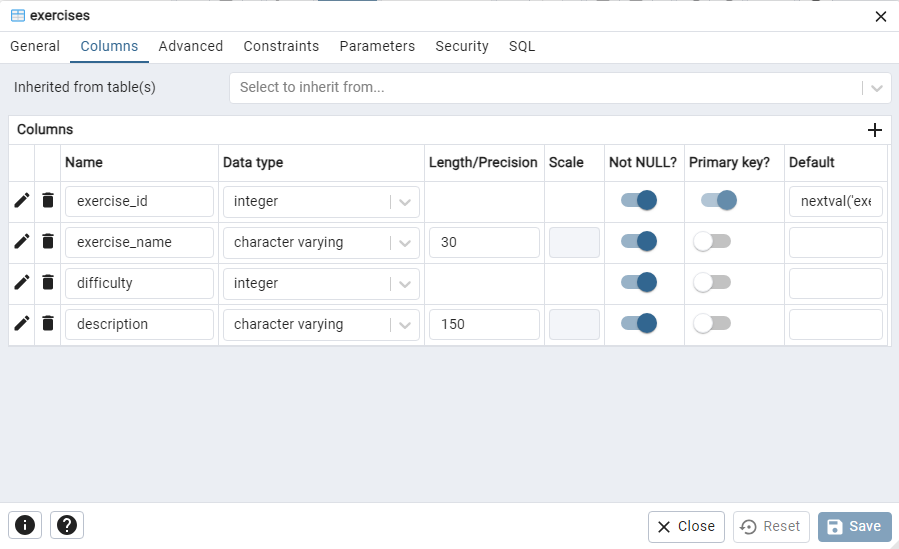 exercises
General Columns Advanced Constraints Parameters Security SQL
Inherited from table(s) Select to inherit from...
Columns
Name Data type Length/Precision Scale Not NULL? Primary key? Default
exercise_id integer nextval('exe
exercise_name character varying 30
difficulty integer
description character varying 150
Close Reset Save